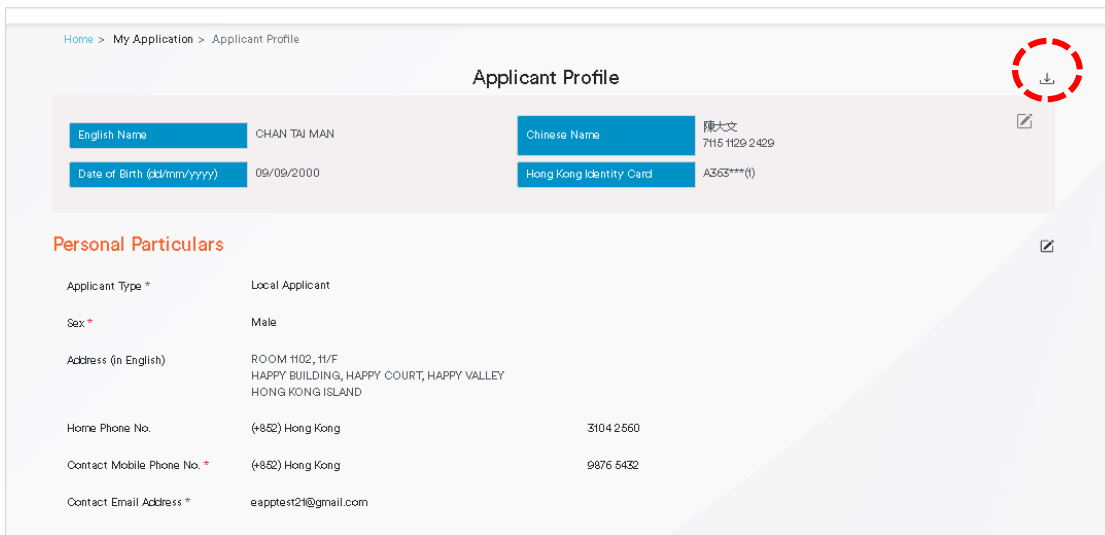 Home > My Application > Applicant Profile
Applicant Profile
English Name CHAN TAI MAN Chinese Name 陳大文
7115 1129 2429
Date of Birth (dd/mm/yyyy) 09/09/2000 Hong Kong Identity Card A363***(1)
Personal Particulars
Applicant Type * Local Applicant
Sex * Male
Address (in English) ROOM 1102, 11/F
HAPPY BUILDING, HAPPY COURT, HAPPY VALLEY
HONG KONG ISLAND
Home Phone No. (+852) Hong Kong 3104 2560
Contact Mobile Phone No. * (+852) Hong Kong 9876 5432
Contact Email Address * eapptest21@gmail.com